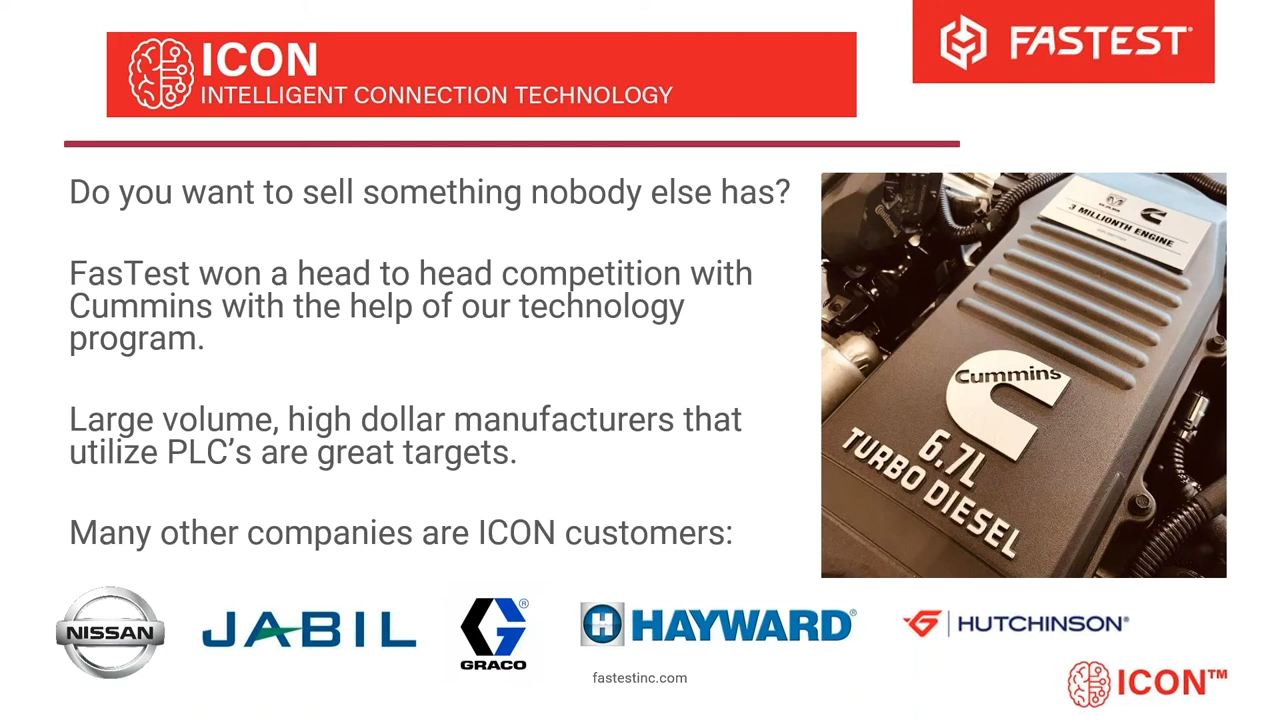 ICON
INTELLIGENT CONNECTION TECHNOLOGY
FASTEST®
Do you want to sell something nobody else has?
FasTest won a head to head competition with
Cummins with the help of our technology
program.
Large volume, high dollar manufacturers that
utilize PLC’s are great targets.
Many other companies are ICON customers:
RAM
3 MILLIONTH ENGINE
Cummins
6.7L
TURBO DIESEL
NISSAN
JABIL
GRACO®
HAYWARD®
HUTCHINSON®
fastestinc.com
ICON™